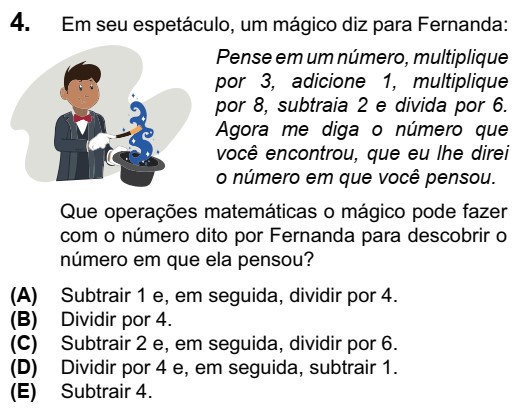 4. Em seu espetáculo, um mágico diz para Fernanda:
Pense em um número, multiplique
por 3, adicione 1, multiplique
por 8, subtraia 2 e divida por 6.
Agora me diga o número que
você encontrou, que eu lhe direi
o número em que você pensou.
Que operações matemáticas o mágico pode fazer
com o número dito por Fernanda para descobrir o
número em que ela pensou?
(A) Subtrair 1 e, em seguida, dividir por 4.
(B) Dividir por 4.
(C) Subtrair 2 e, em seguida, dividir por 6.
(D) Dividir por 4 e, em seguida, subtrair 1.
(E) Subtrair 4.